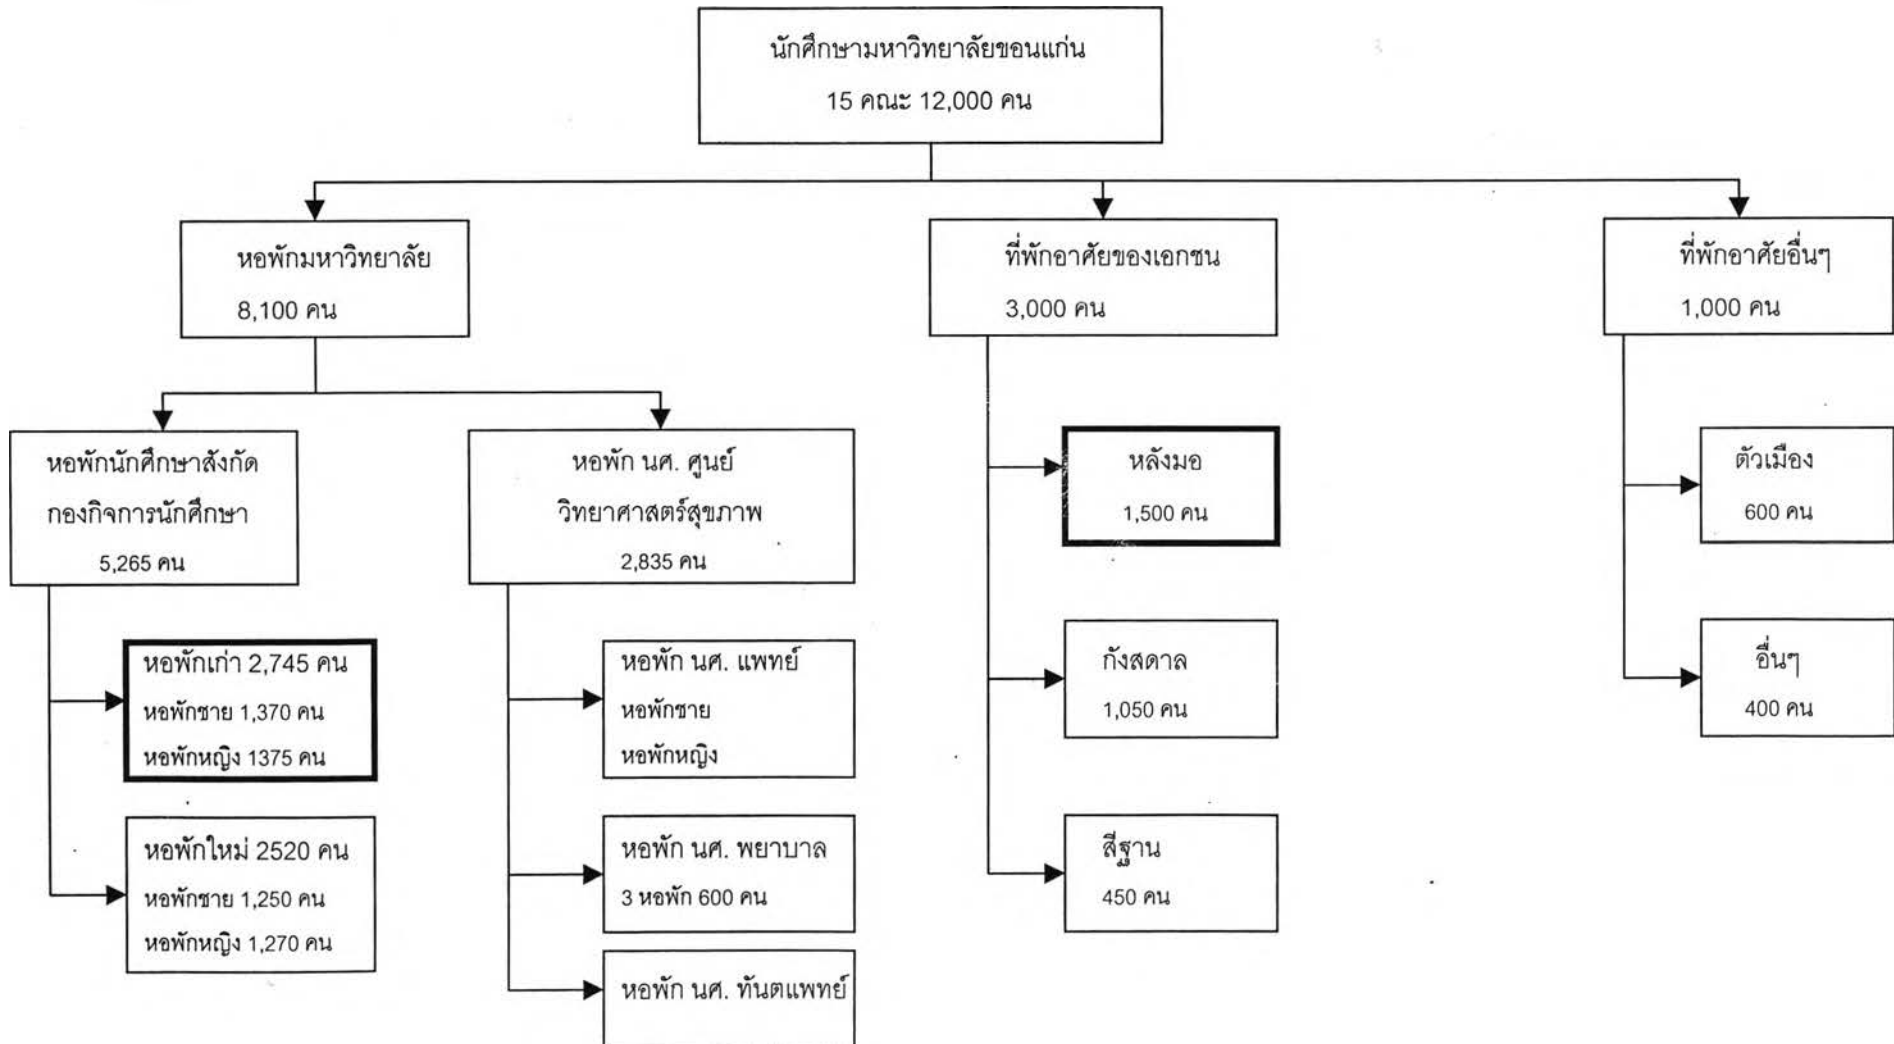 นักศึกษามหาวิทยาลัยขอนแก่น
15 คณะ 12,000 คน
หอพักมหาวิทยาลัย
8,100 คน
ที่พักอาศัยของเอกชน
3,000 คน
ที่พักอาศัยอื่นๆ
1,000 คน
หอพักนักศึกษาสังกัด
กองกิจการนักศึกษา
5,265 คน
หอพัก นศ. ศูนย์
วิทยาศาสตร์สุขภาพ
2,835 คน
หลังมอ
1,500 คน
ตัวเมือง
600 คน
หอพักเก่า 2,745 คน
หอพักชาย 1,370 คน
หอพักหญิง 1375 คน
หอพัก นศ. แพทย์
หอพักชาย
หอพักหญิง
กังสดาล
1,050 คน
อื่นๆ
400 คน
หอพักใหม่ 2520 คน
หอพักชาย 1,250 คน
หอพักหญิง 1,270 คน
หอพัก นศ. พยาบาล
3 หอพัก 600 คน
สีฐาน
450 คน
หอพัก นศ. ทันตแพทย์